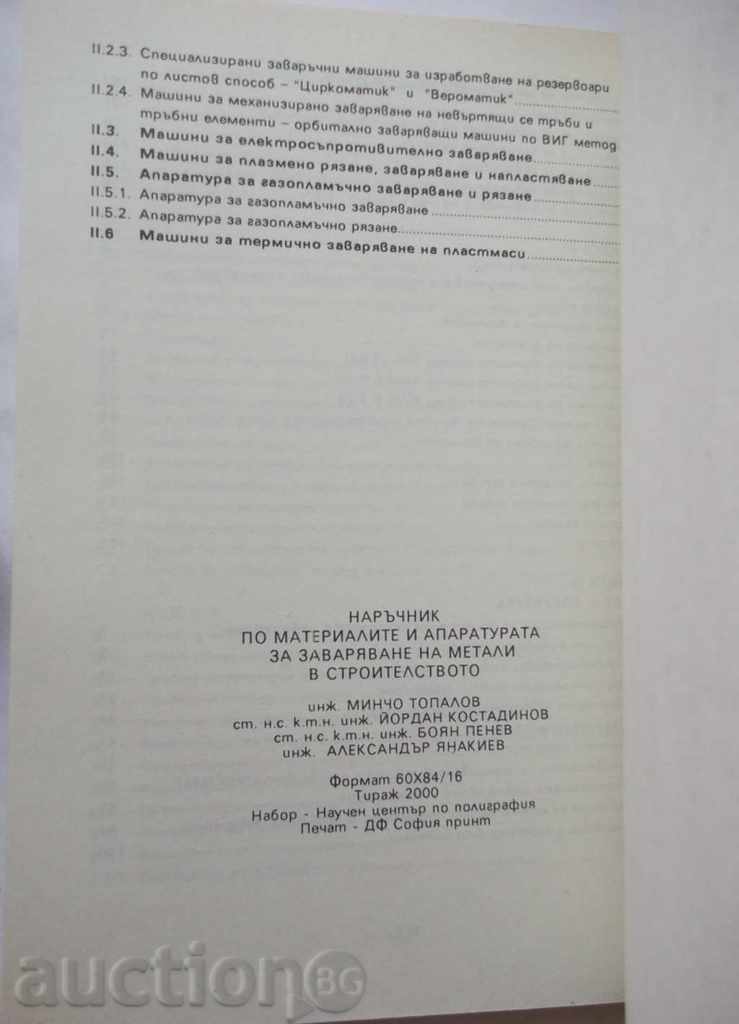 II.2.3. Специализирани заваръчни машини за изработване на резервоари
по листов способ – "Циркоматик" и "Вероматик"
II.2.4. Машини за механизирано заваряване на невъртящи се тръби и
тръбни елементи – орбитално заваряващи машини по ВИГ метод
II.3. Машини за електросъпротивително заваряване
II.4. Машини за плазмено рязане, заваряване и напластяване
II.5. Апаратура за газопламъчно заваряване и рязане
II.5.1. Апаратура за газопламъчно заваряване
II.5.2. Апаратура за газопламъчно рязане
II.6 Машини за термично заваряване на пластмаси
НАРЪЧНИК
ПО МАТЕРИАЛИТЕ И АПАРАТУРАТА
ЗА ЗАВАРЯВАНЕ НА МЕТАЛИ
В СТРОИТЕЛСТВОТО
инж. МИНЧО ТОПАЛОВ
ст. н.с. к.т.н. инж. ЙОРДАН КОСТАДИНОВ
ст. н.с. к.т.н. инж. БОЯН ПЕНЕВ
инж. АЛЕКСАНДЪР ЯНАКИЕВ
Формат 60X84/16
Тираж 2000
Набор - Научен център по полиграфия
Печат - ДФ София принт
auctionBG